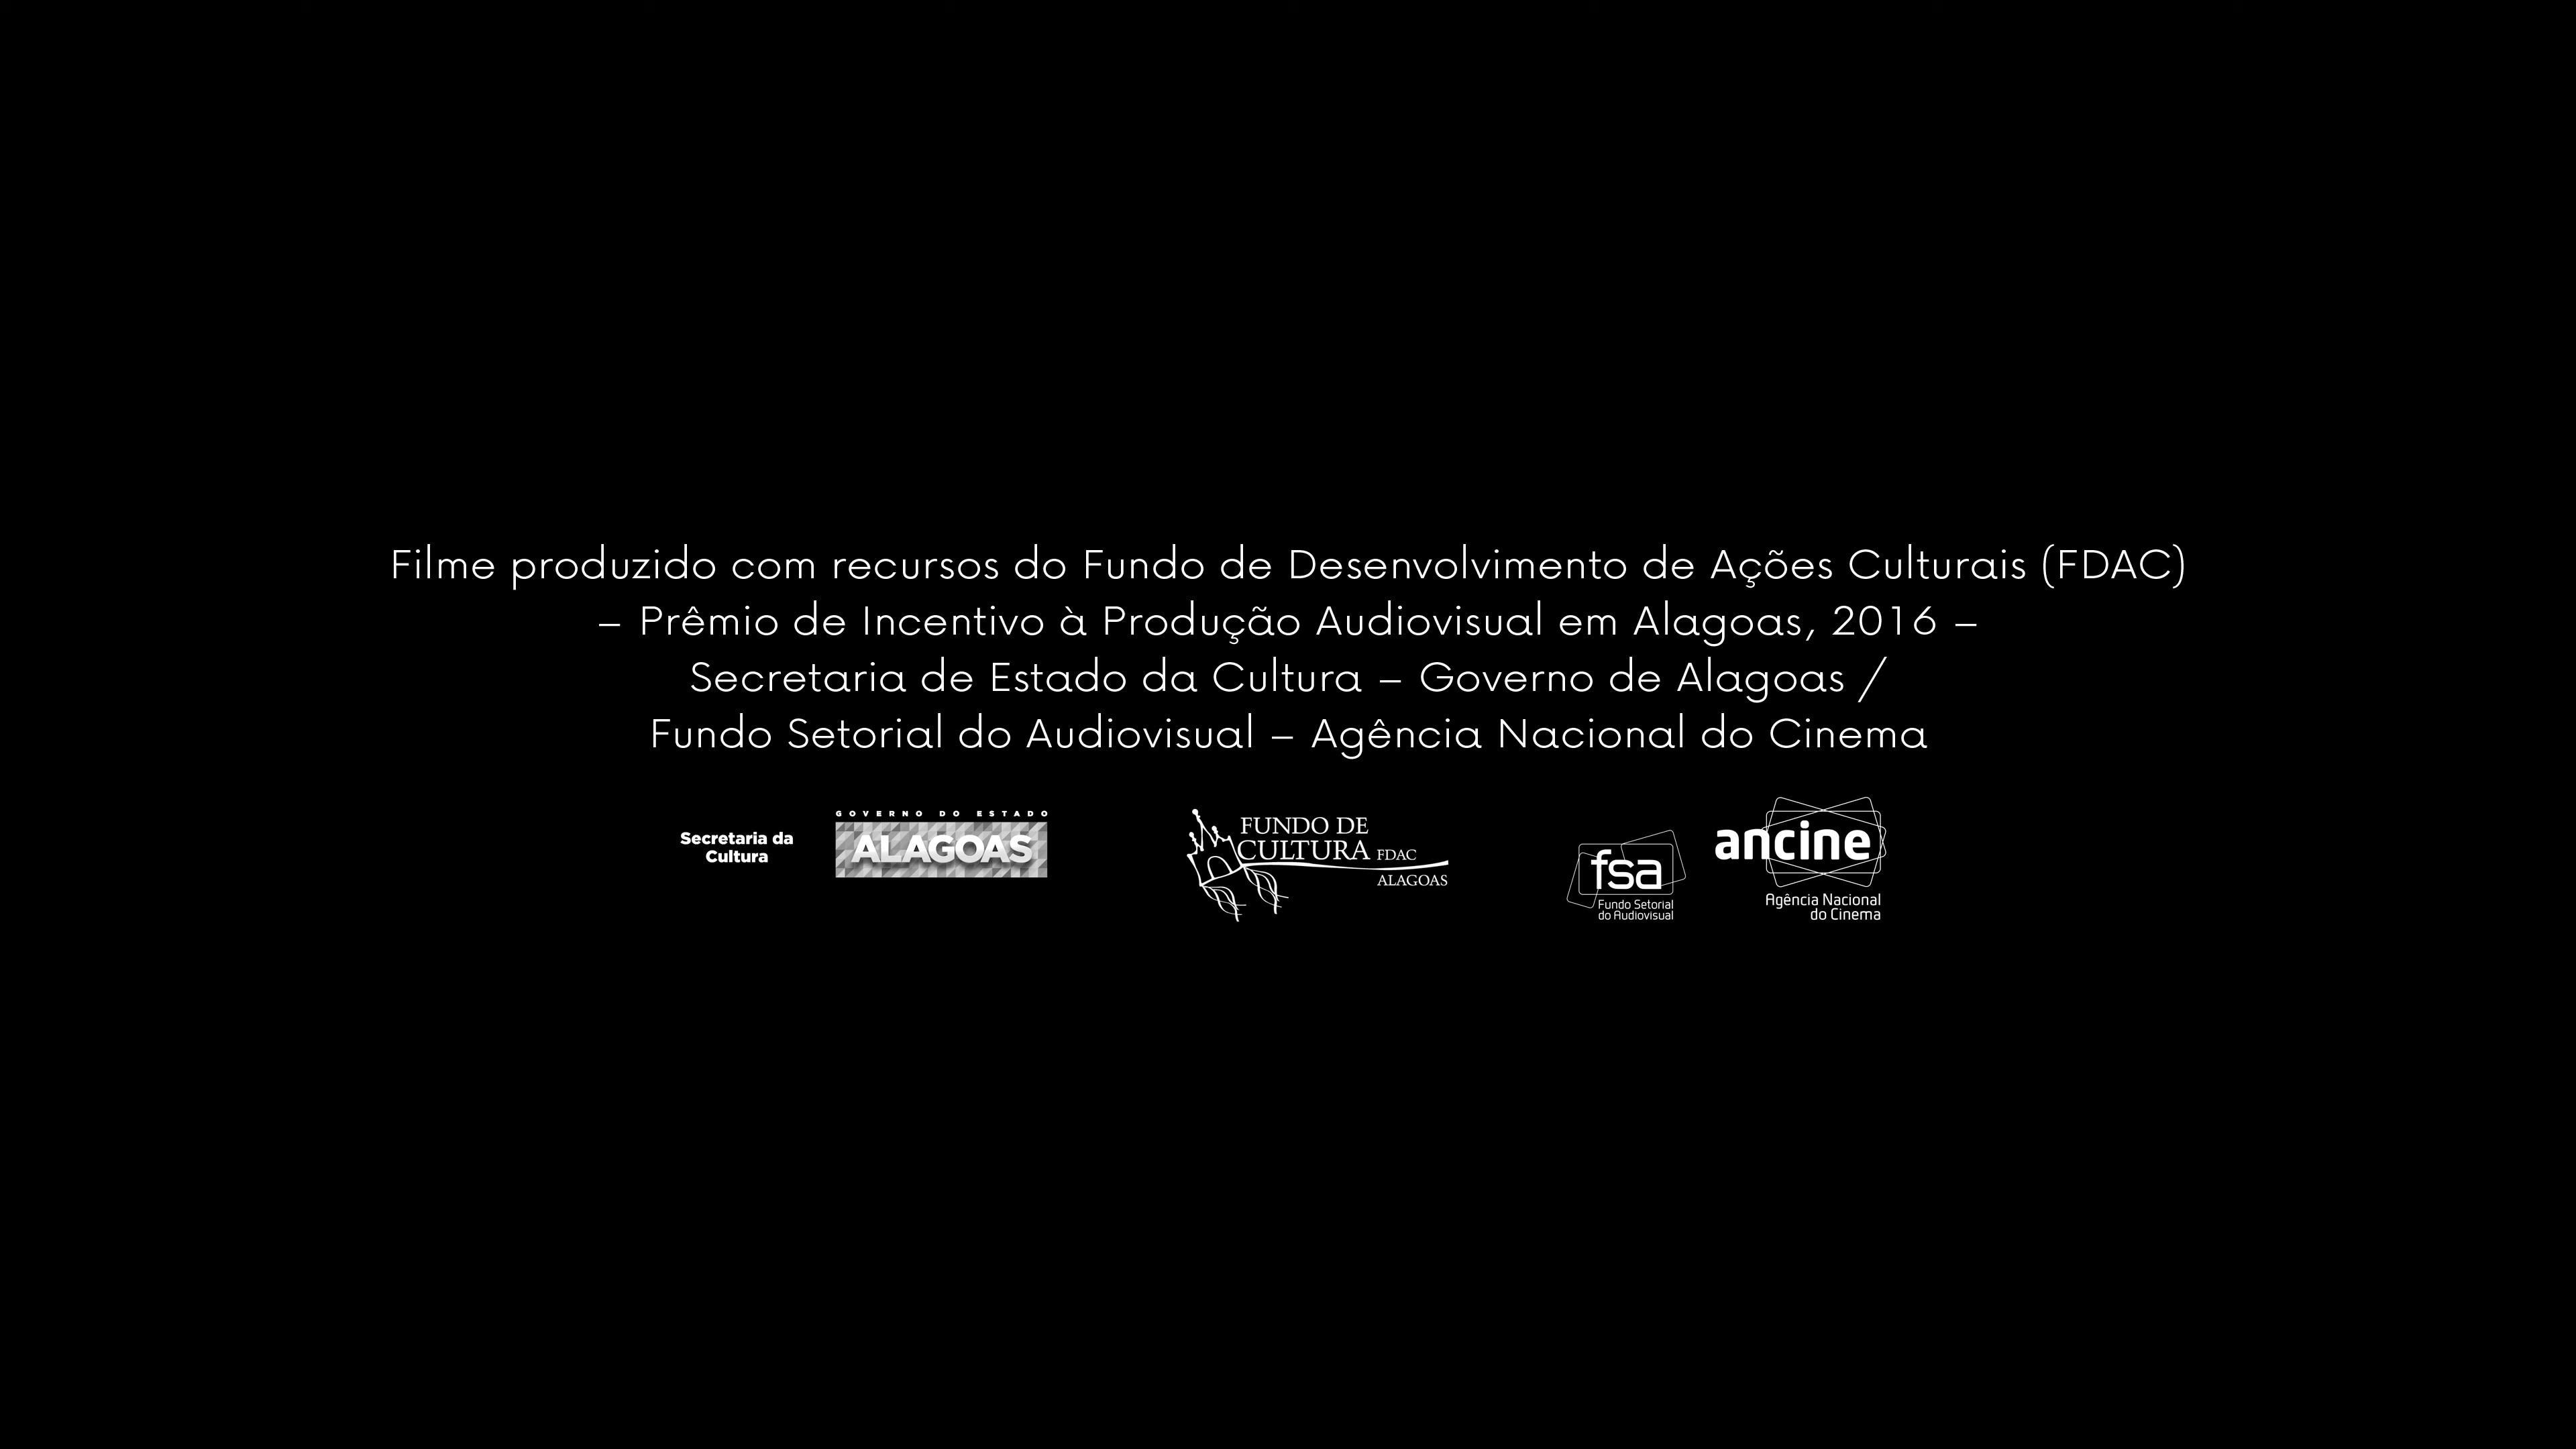 Filme produzido com recursos do Fundo de Desenvolvimento de Ações Culturais (FDAC)
– Prêmio de Incentivo à Produção Audiovisual em Alagoas, 2016 –
Secretaria de Estado da Cultura – Governo de Alagoas /
Fundo Setorial do Audiovisual – Agência Nacional do Cinema
Secretaria da
Cultura
GOVERNO DO ESTADO
ALAGOAS
FUNDO DE
CULTURA FDAC
ALAGOAS
fsa
Fundo Setorial
do Audiovisual
ancine
Agência Nacional
do Cinema